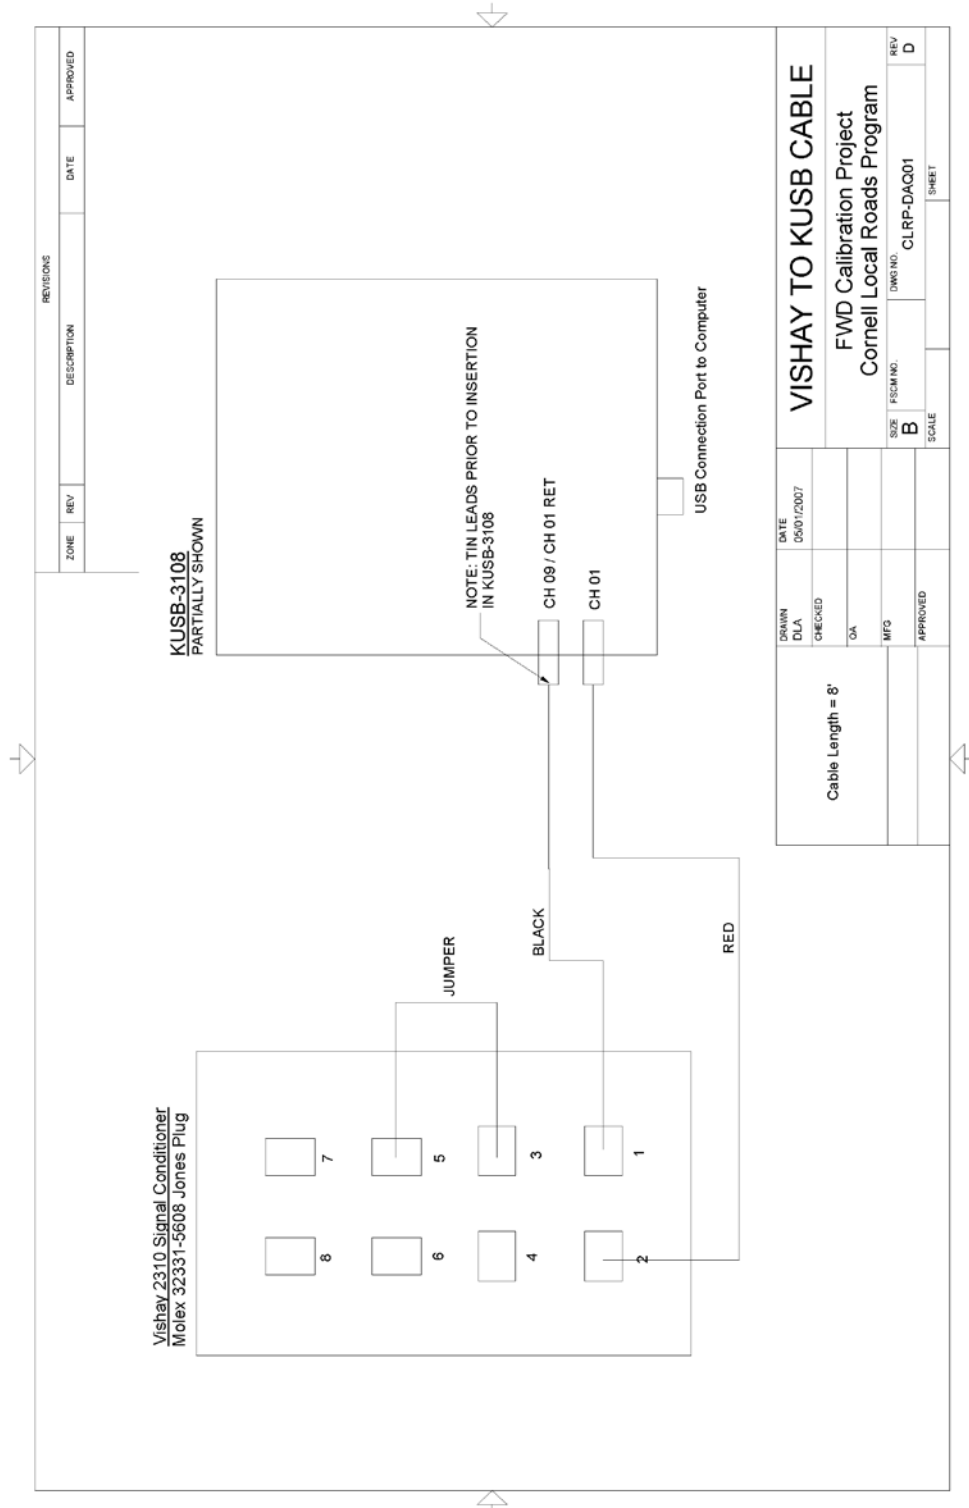 REVISIONS
ZONE REV DESCRIPTION DATE APPROVED
Vishay 2310 Signal Conditioner
Molex 32331-5608 Jones Plug
8 7
6 5
4 3
2 1
JUMPER
BLACK
RED
KUSB-3108
PARTIALLY SHOWN
NOTE: TIN LEADS PRIOR TO INSERTION
IN KUSB-3108
CH 09 / CH 01 RET
CH 01
USB Connection Port to Computer
Cable Length = 8'
DRAWN
DLA
DATE
05/01/2007
CHECKED
QA
MFG
APPROVED
VISHAY TO KUSB CABLE
FWD Calibration Project
Cornell Local Roads Program
SIZE
B
FSCM NO.
DWG NO.
CLRP-DAQ01
REV
D
SCALE
SHEET